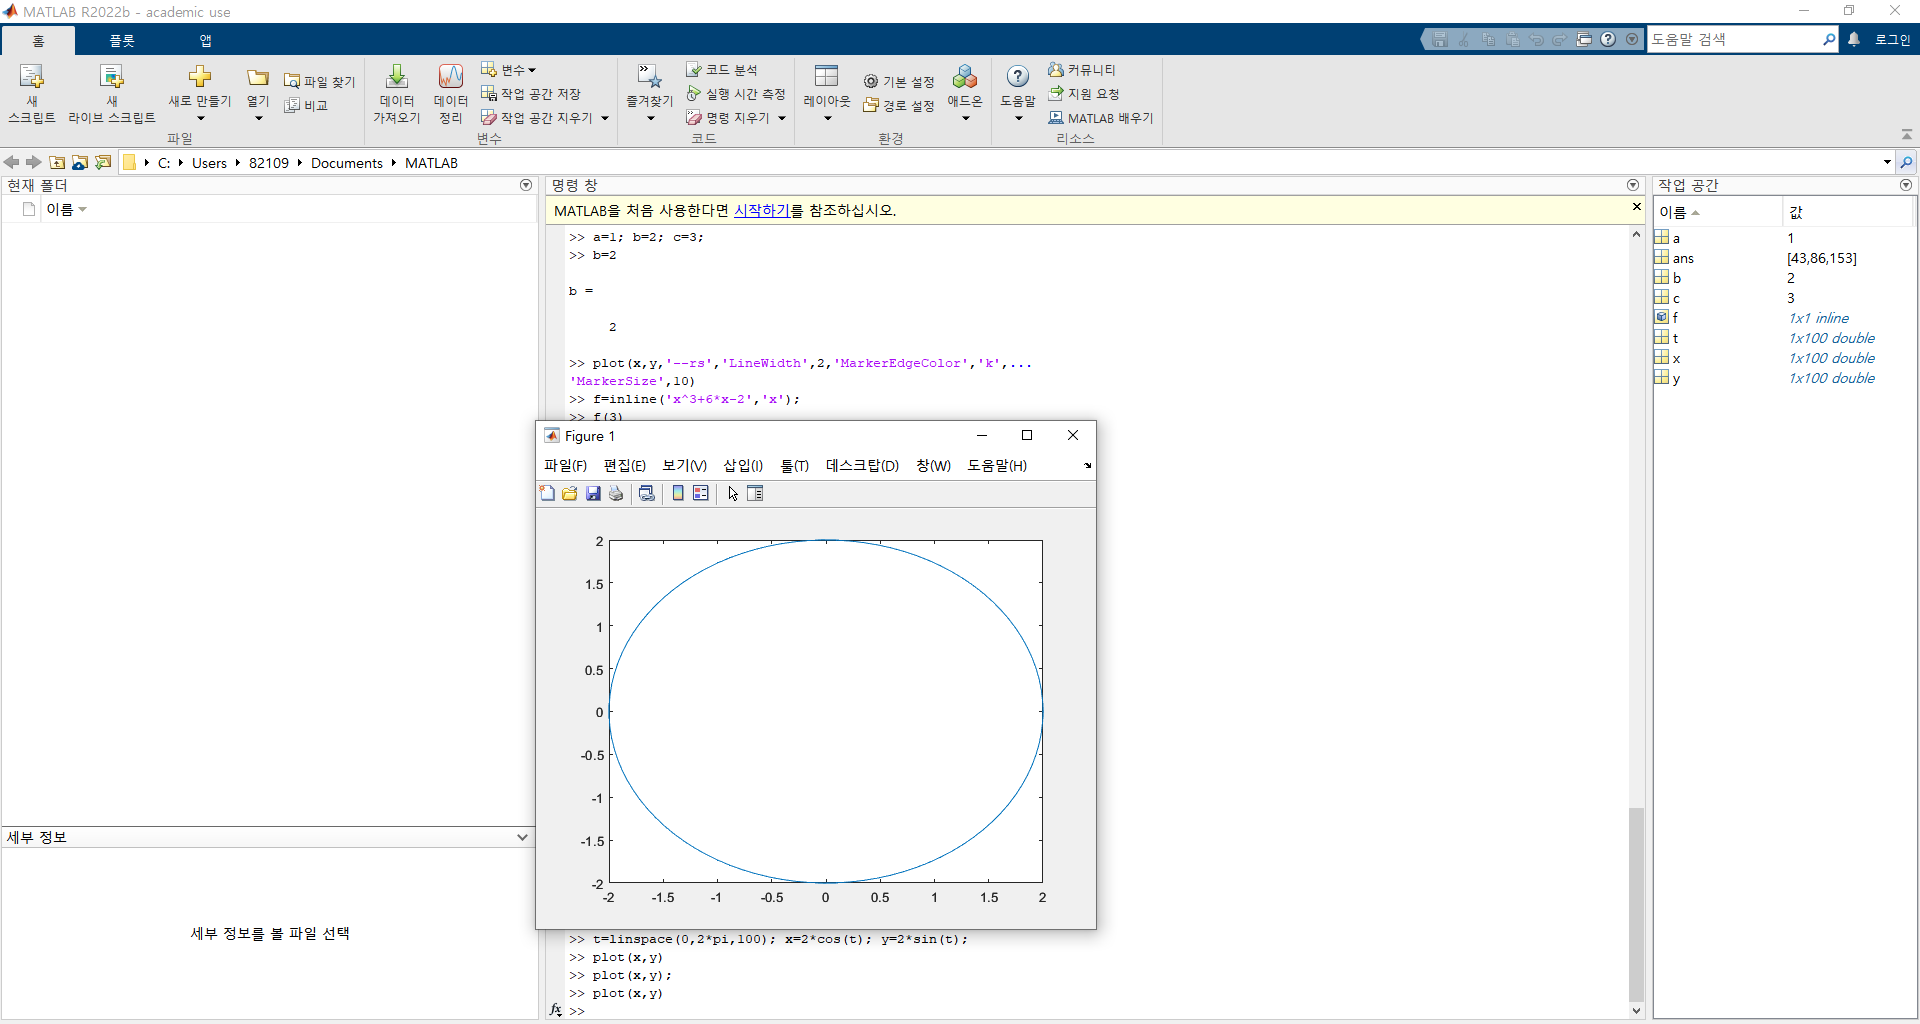 MATLAB R2022b - academic use
홈 플롯 앱
도움말 검색 로그인
새 스크립트
새 라이브 스크립트
새로 만들기
열기
파일 찾기
비교
파일
데이터 가져오기
데이터 정리
변수
작업 공간 저장
작업 공간 지우기
변수
즐겨찾기
코드 분석
실행 시간 측정
명령 지우기
코드
레이아웃
기본 설정
경로 설정
애드온
환경
도움말
커뮤니티
지원 요청
MATLAB 배우기
리소스
C: Users 82109 Documents MATLAB
현재 폴더
이름
세부 정보
세부 정보를 볼 파일 선택
명령 창
MATLAB을 처음 사용한다면 시작하기를 참조하십시오.
>> a=1; b=2; c=3;
>> b=2
b =
2
>> plot(x,y,'--rs','LineWidth',2,'MarkerEdgeColor','k',...
'MarkerSize',10)
>> f=inline('x^3+6*x-2','x');
>> f(3)
Figure 1
파일(F) 편집(E) 보기(V) 삽입(I) 툴(T) 데스크탑(D) 창(W) 도움말(H)
2
1.5
1
0.5
0
-0.5
-1
-1.5
-2
-2 -1.5 -1 -0.5 0 0.5 1 1.5 2
>> t=linspace(0,2*pi,100); x=2*cos(t); y=2*sin(t);
>> plot(x,y)
>> plot(x,y);
>> plot(x,y)
fx >>
작업 공간
이름 값
a 1
ans [43,86,153]
b 2
c 3
f 1x1 inline
t 1x100 double
x 1x100 double
y 1x100 double